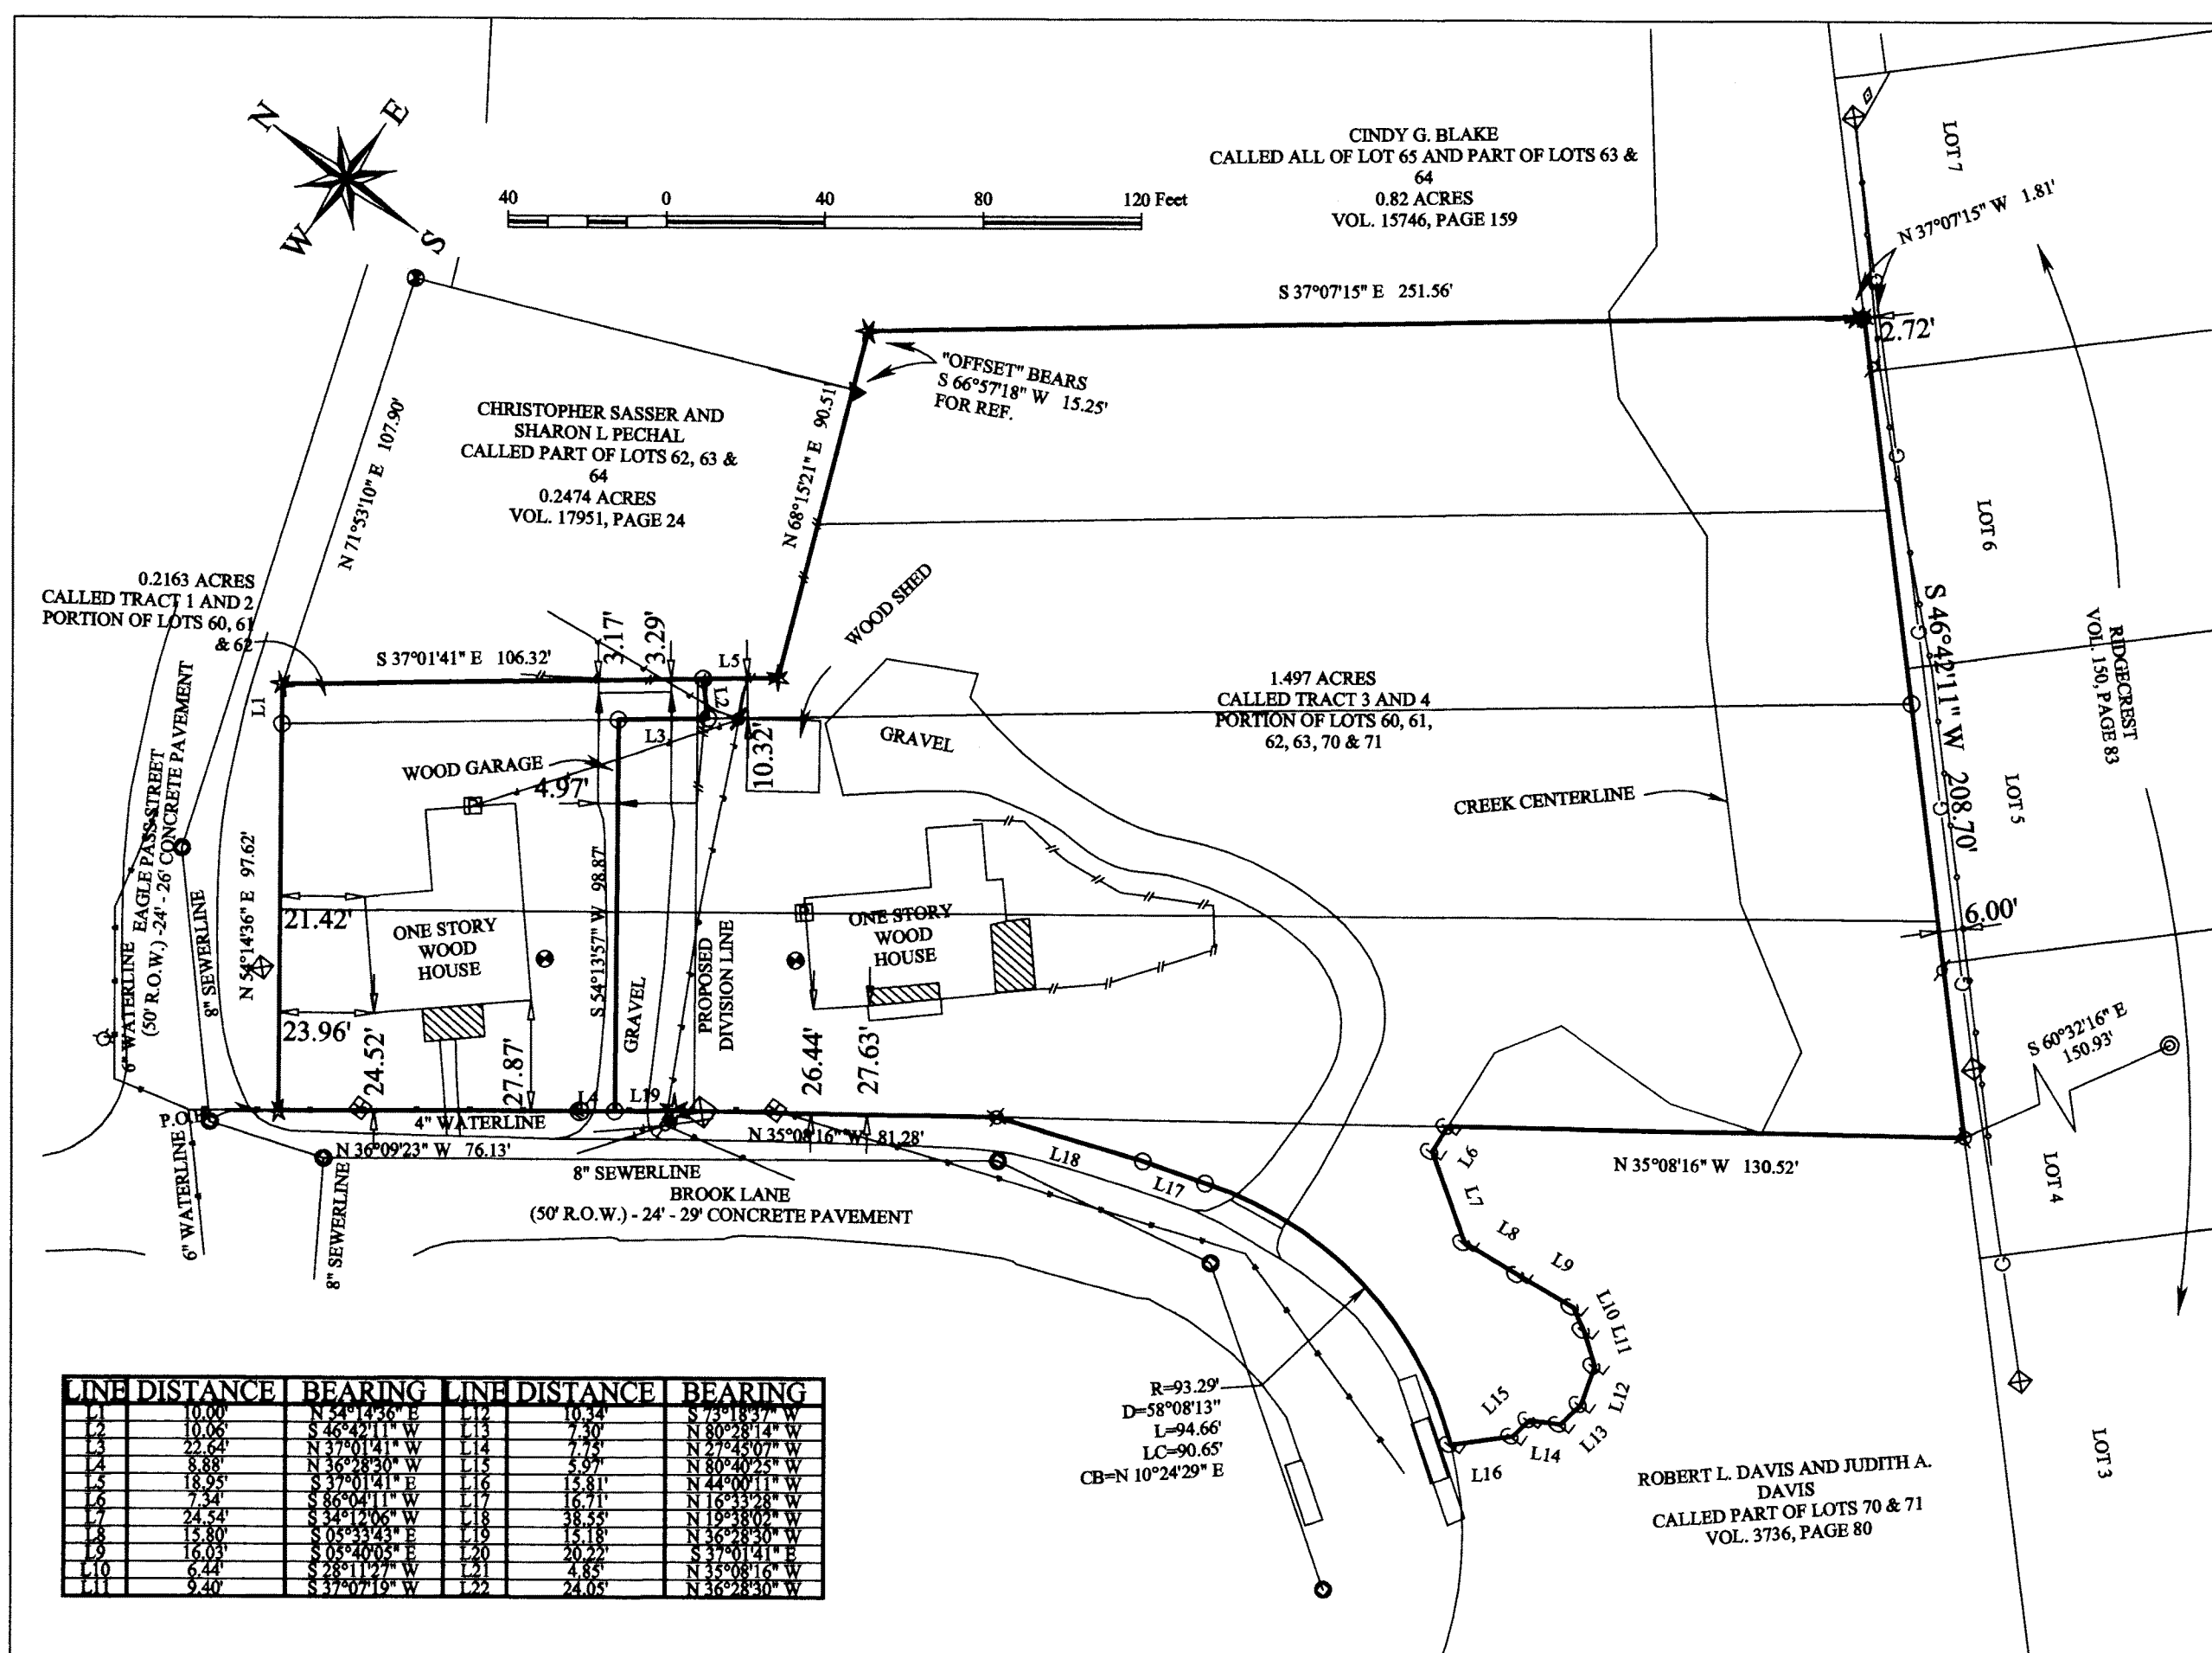 N
E
W
S
40 0 40 80 120 Feet
CINDY G. BLAKE
CALLED ALL OF LOT 65 AND PART OF LOTS 63 &
64
0.82 ACRES
VOL. 15746, PAGE 159
LOT 7
N 37°07'15" W 1.81'
S 37°07'15" E 251.56'
2.72'
"OFFSET" BEARS
S 66°57'18" W 15.25'
FOR REF.
CHRISTOPHER SASSER AND
SHARON L PECHAL
CALLED PART OF LOTS 62, 63 &
64
0.2474 ACRES
VOL. 17951, PAGE 24
N 71°53'10" E 107.90'
N 68°15'21" E 90.51'
LOT 6
0.2163 ACRES
CALLED TRACT 1 AND 2
PORTION OF LOTS 60, 61
& 62
WOOD SHED
S 37°01'41" E 106.32'
3.17'
3.29'
L5
L1
L2
L3
10.32'
GRAVEL
1.497 ACRES
CALLED TRACT 3 AND 4
PORTION OF LOTS 60, 61,
62, 63, 70 & 71
S 46°42'11" W 208.70'
RIDGECREST
VOL. 150, PAGE 83
WOOD GARAGE
4.97'
CREEK CENTERLINE
LOT 5
6" WATERLINE
EAGLE PASS STREET
(50' R.O.W.) -24' - 26' CONCRETE PAVEMENT
8" SEWERLINE
N 54°14'36" E 97.62'
21.42'
ONE STORY
WOOD
HOUSE
S 54°13'57" W 98.87'
GRAVEL
PROPOSED
DIVISION LINE
ONE STORY
WOOD
HOUSE
6.00'
23.96'
24.52'
27.87'
26.44'
27.63'
S 60°32'16" E
150.93'
P.O.B
L4
L19
4" WATERLINE
N 36°09'23" W 76.13'
N 35°08'16" W 81.28'
8" SEWERLINE
BROOK LANE
(50' R.O.W.) - 24' - 29' CONCRETE PAVEMENT
6" WATERLINE
8" SEWERLINE
L18
L17
L6
L7
L8
L9
L10
L11
L12
L13
L14
L15
L16
N 35°08'16" W 130.52'
LOT 4
LOT 3
R=93.29'
D=58°08'13"
L=94.66'
LC=90.65'
CB=N 10°24'29" E
ROBERT L. DAVIS AND JUDITH A.
DAVIS
CALLED PART OF LOTS 70 & 71
VOL. 3736, PAGE 80
LINE DISTANCE BEARING LINE DISTANCE BEARING
L1 10.00' N 54°14'36" E L12 10.34' S 73°18'37" W
L2 10.06' S 46°42'11" W L13 7.30' N 80°28'14" W
L3 22.64' N 37°01'41" W L14 7.75' N 27°45'07" W
L4 8.88' N 36°28'30" W L15 5.97' N 80°40'25" W
L5 18.95' S 37°01'41" E L16 15.81' N 44°00'11" W
L6 7.34' S 86°04'11" W L17 16.71' N 16°33'28" W
L7 24.54' S 34°12'06" W L18 38.55' N 19°38'02" W
L8 15.80' S 05°33'43" E L19 15.18' N 36°28'30" W
L9 16.03' S 05°40'05" E L20 20.22' S 37°01'41" E
L10 6.44' S 28°11'27" W L21 4.85' N 35°08'16" W
L11 9.40' S 37°07'19" W L22 24.05' N 36°28'30" W